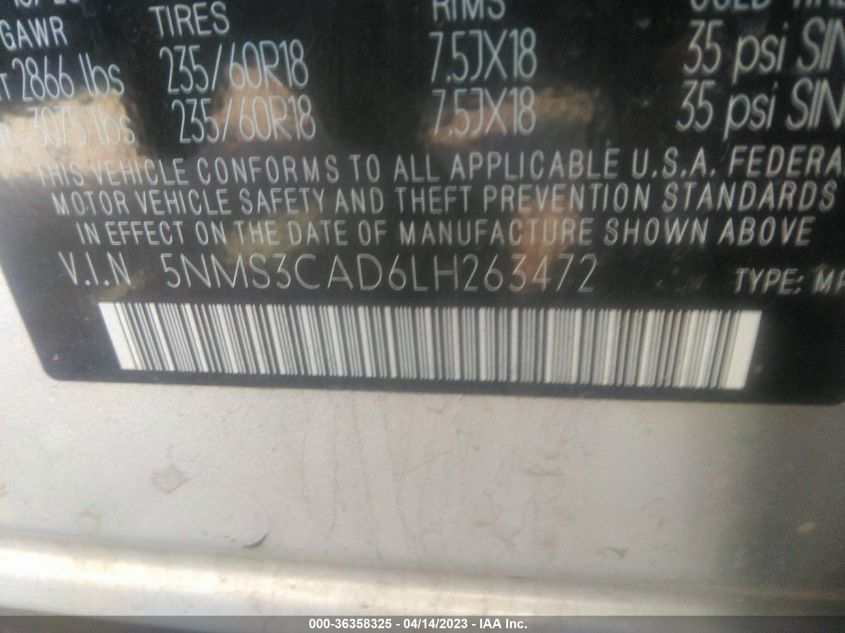 TIRES RIMS
GAWR
2866 lbs 235/60R18 7.5JX18 35 psi
3075 lbs 235/60R18 7.5JX18 35 psi
THIS VEHICLE CONFORMS TO ALL APPLICABLE U.S.A. FEDERA
MOTOR VEHICLE SAFETY AND THEFT PREVENTION STANDARDS
IN EFFECT ON THE DATE OF MANUFACTURE SHOWN ABOVE
V.I.N 5NMS3CAD6LH263472 TYPE: MP
000-36358325 - 04/14/2023 - IAA Inc.